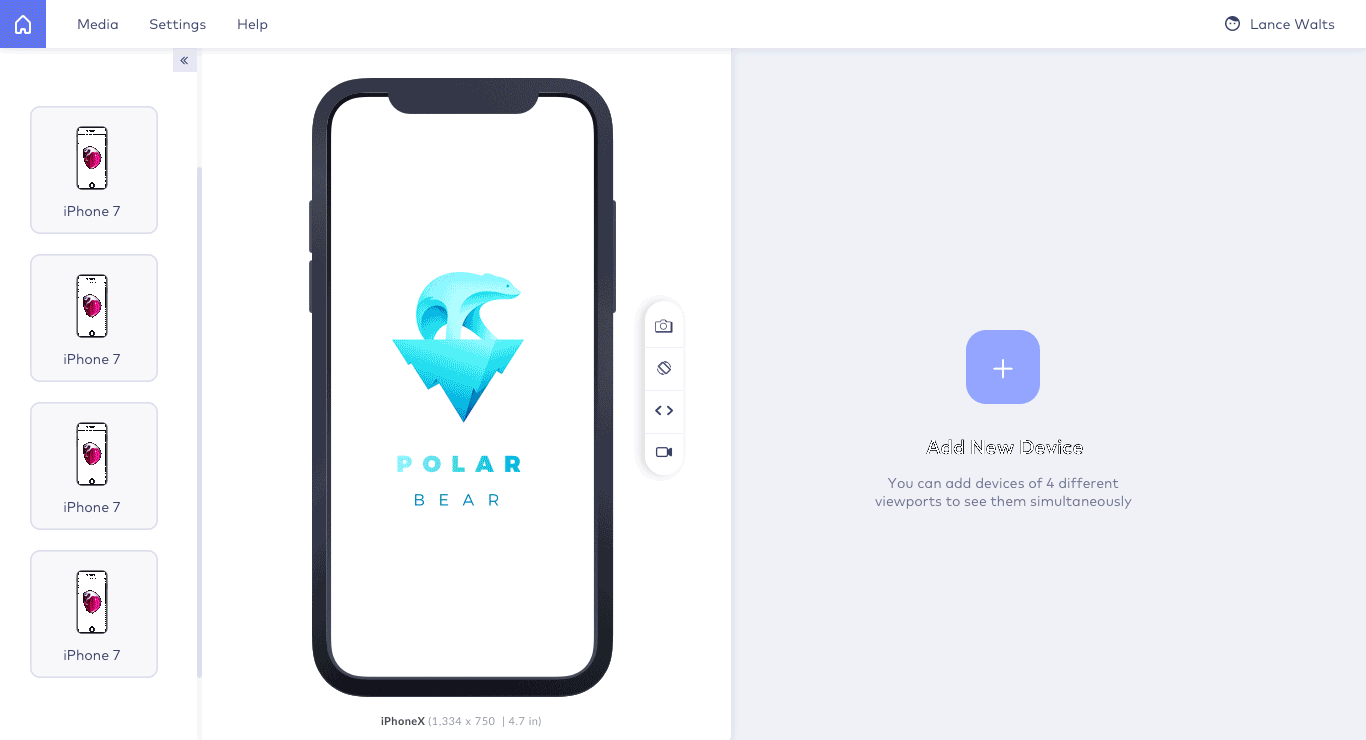 Media Settings Help Lance Walts
«
iPhone 7
iPhone 7
iPhone 7
iPhone 7
POLAR
BEAR
iPhoneX (1,334 x 750 | 4.7 in)
Add New Device
You can add devices of 4 different
viewports to see them simultaneously